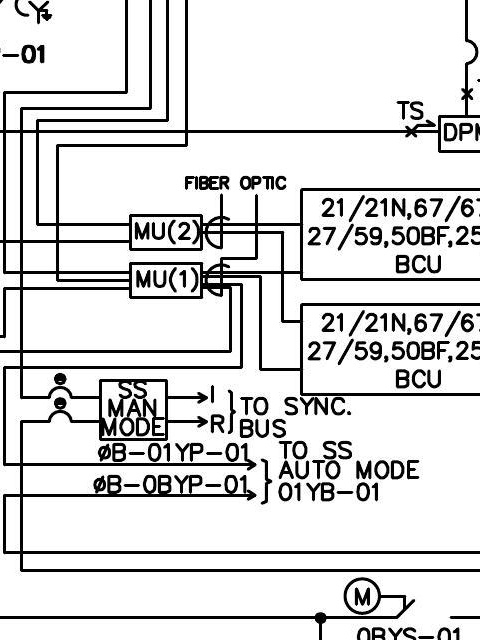 -01
TS
DPM
FIBER OPTIC
21/21N,67/67
MU(2)
27/59,50BF,25
BCU
MU(1)
21/21N,67/67
27/59,50BF,25
BCU
SS
MAN
MODE
I
R
TO SYNC.
BUS
øB-01YP-01
øB-0BYP-01
TO SS
AUTO MODE
01YB-01
M
0BYS-01